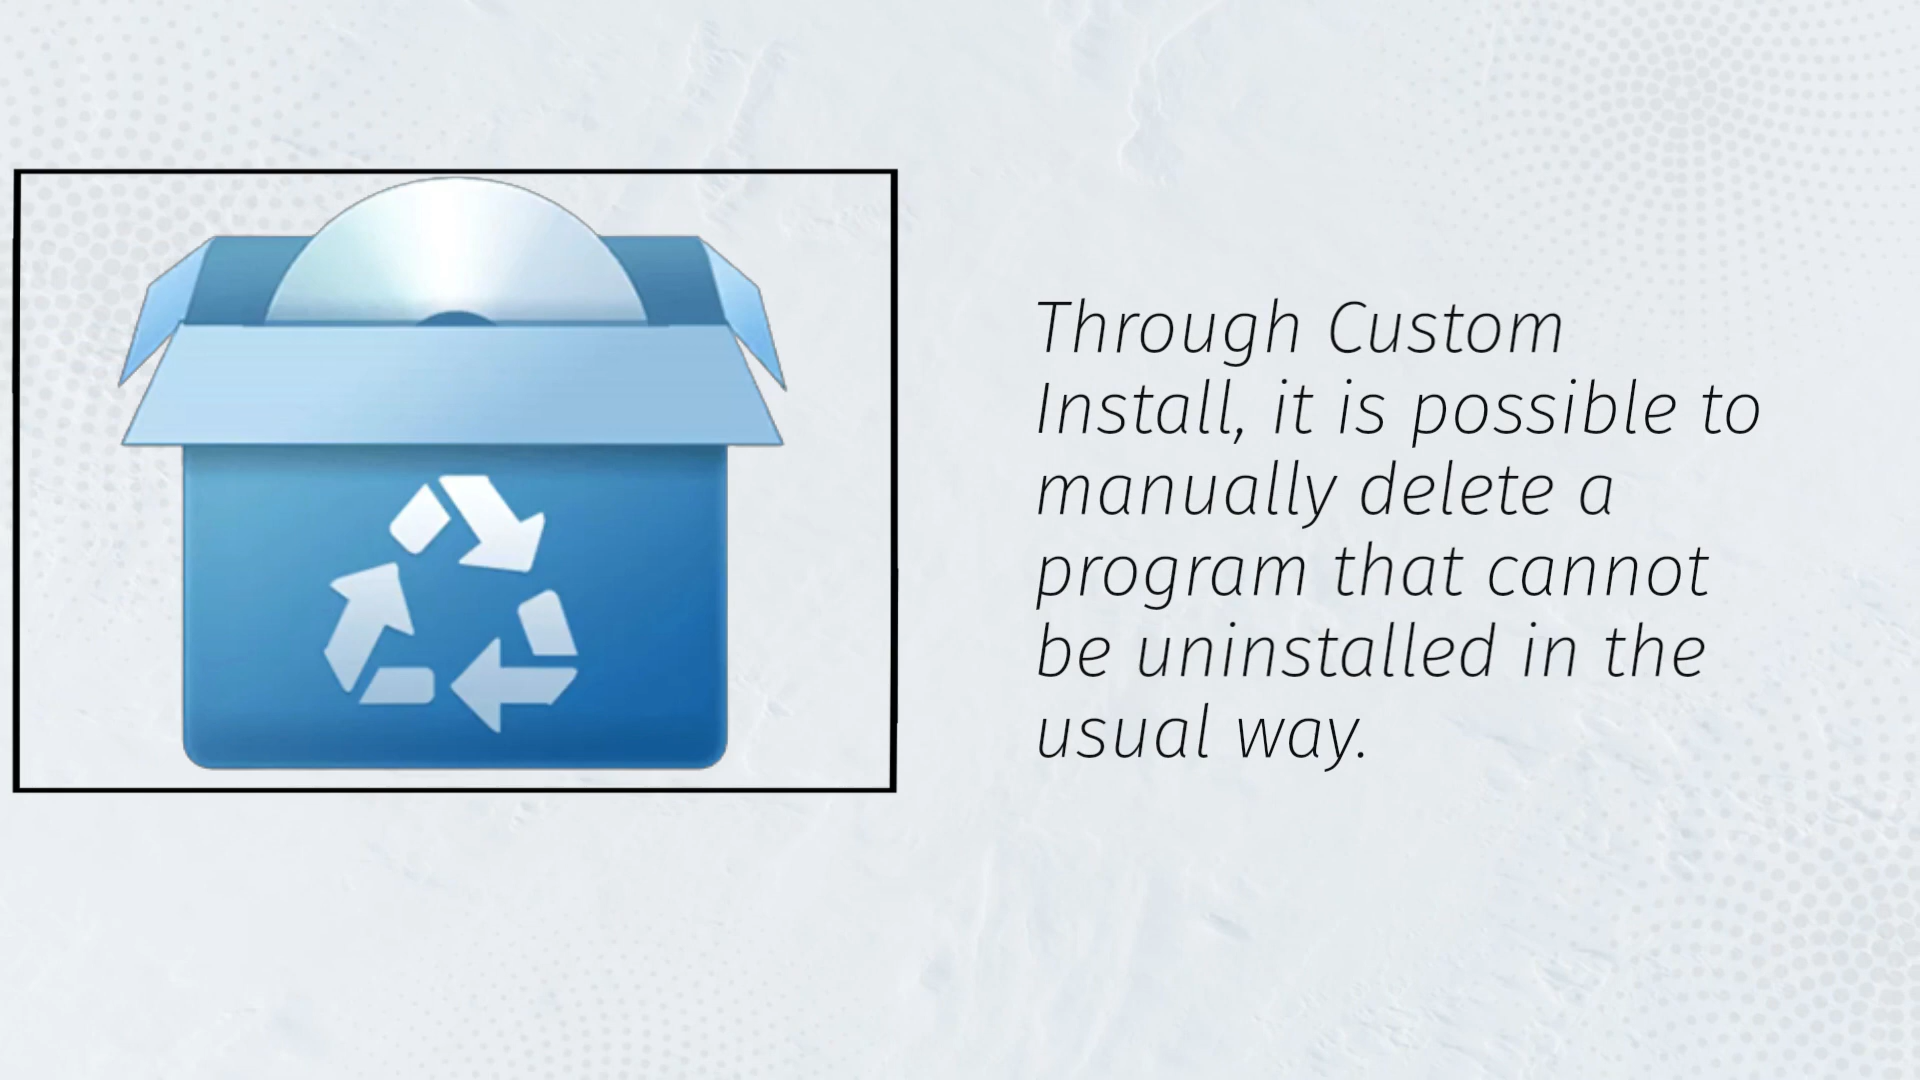 Through Custom
Install, it is possible to
manually delete a
program that cannot
be uninstalled in the
usual way.